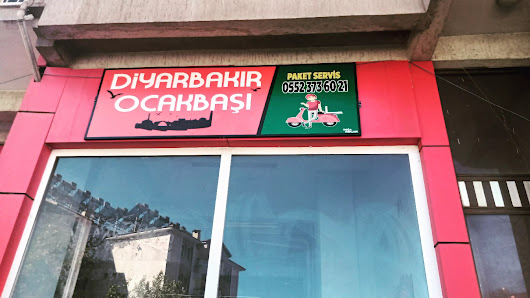 DİYARBAKIR
OCAKBAŞI
PAKET SERVİS
0552 373 60 21